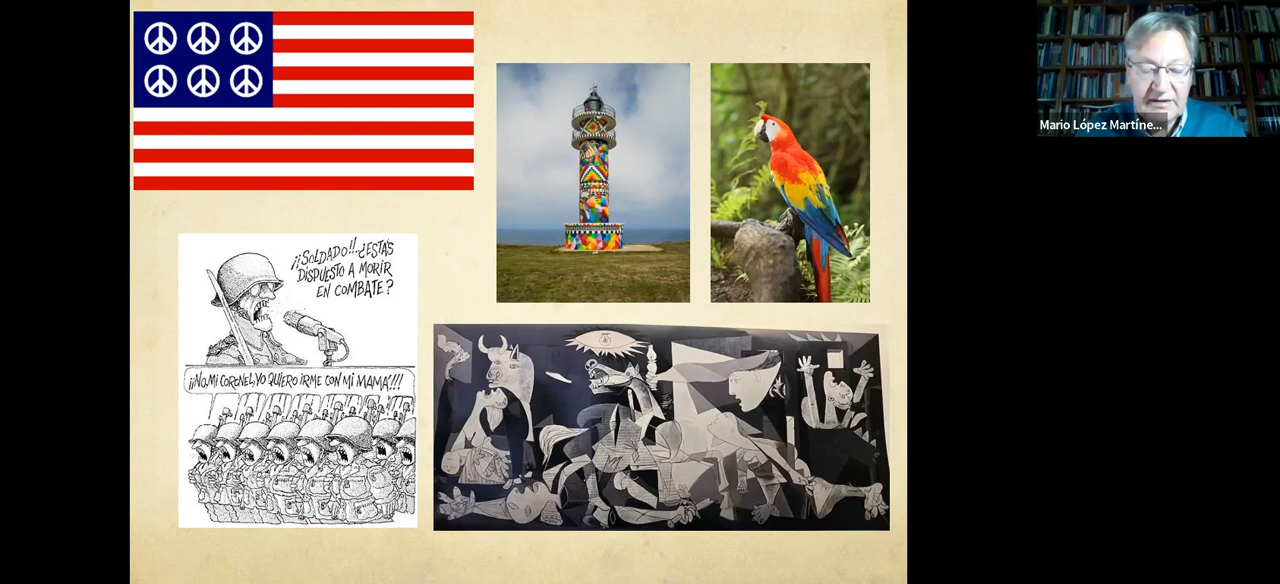 Mario López Martíne...
¡¡SOLDADO!!..¿ESTÁS
DISPUESTO A MORIR
EN COMBATE?
¡¡NO, MI CORONEL, YO QUIERO IRME CON MI MAMÁ!!!